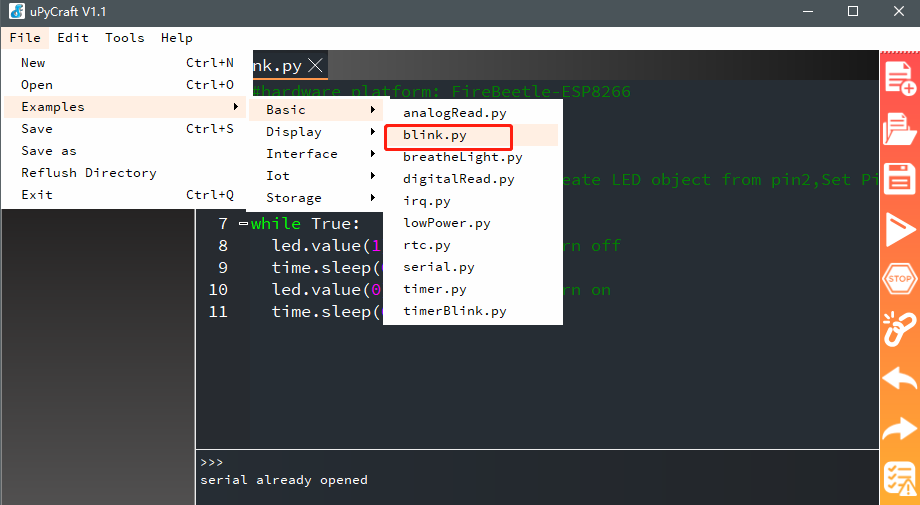 uPyCraft V1.1
File Edit Tools Help
New Ctrl+N
Open Ctrl+O
Examples
Save Ctrl+S
Save as
Reflush Directory
Exit Ctrl+Q
Basic
Display
Interface
Iot
Storage
analogRead.py
blink.py
breatheLight.py
digitalRead.py
irq.py
lowPower.py
rtc.py
serial.py
timer.py
timerBlink.py
nk.py
#hardware platform: FireBeetle-ESP8266
eate LED object from pin2,Set Pi
7 while True:
8 led.value(1 rn off
9 time.sleep(
10 led.value(0 rn on
11 time.sleep(
>>>
serial already opened
STOP